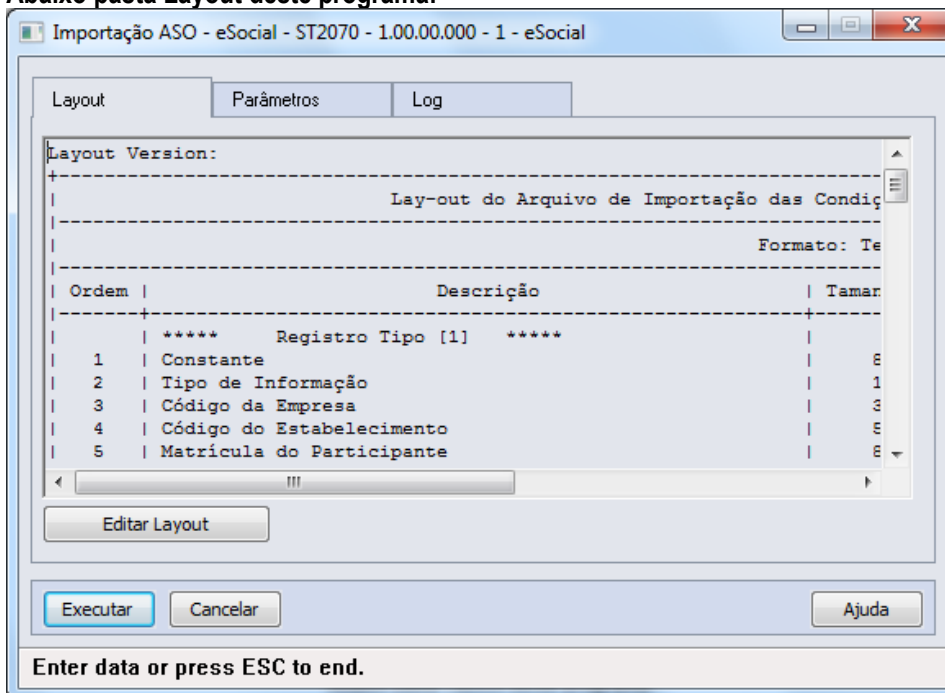 Abaixo pasta Layout deste programa:
Importação ASO - eSocial - ST2070 - 1.00.00.000 - 1 - eSocial
Layout Parâmetros Log
Layout Version:
Lay-out do Arquivo de Importação das Condiç
Formato: Te
Ordem | Descrição | Taman
***** Registro Tipo [1] *****
1 | Constante | 8
2 | Tipo de Informação | 1
3 | Código da Empresa | 3
4 | Código do Estabelecimento | 5
5 | Matrícula do Participante | 8
Editar Layout
Executar Cancelar Ajuda
Enter data or press ESC to end.